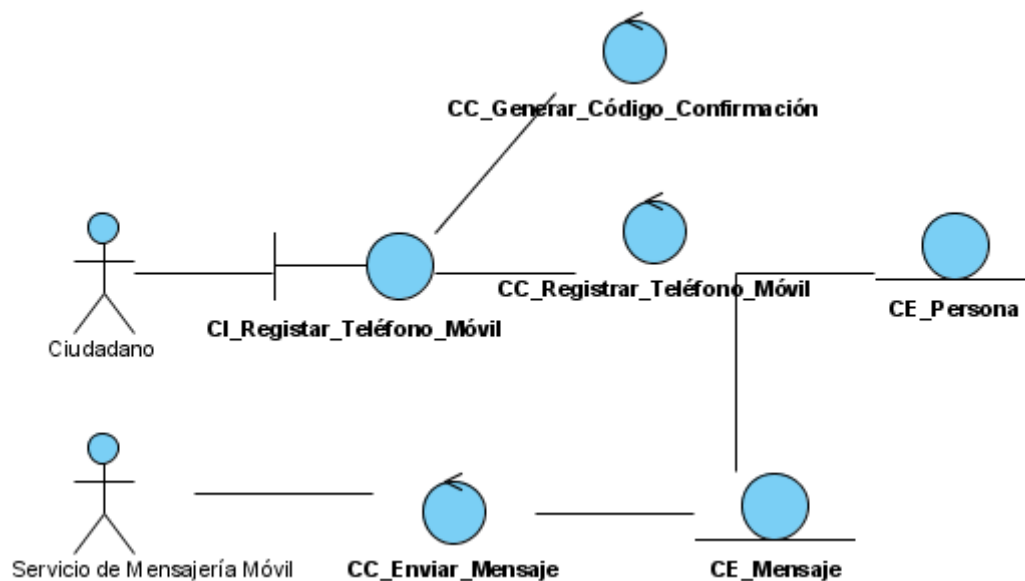 CC_Generar_Código_Confirmación
CC_Registrar_Teléfono_Móvil
CE_Persona
CI_Registar_Teléfono_Móvil
Ciudadano
Servicio de Mensajería Móvil
CC_Enviar_Mensaje
CE_Mensaje